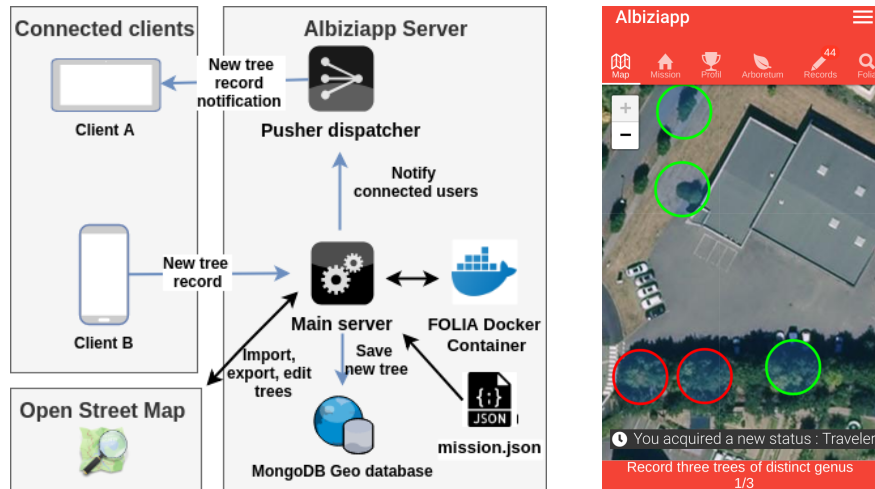 Connected clients
Client A
Client B
New tree
record
notification
New tree
record
Albiziapp Server
Pusher dispatcher
Notify
connected users
Main server
FOLIA Docker
Container
Import,
export, edit
trees
Save
new tree
{;}
JSON
mission.json
MongoDB Geo database
Open Street Map
Albiziapp
Map
Mission
Profil
Arboretum
44
Records
Folia
+
−
You acquired a new status : Traveler
Record three trees of distinct genus
1/3